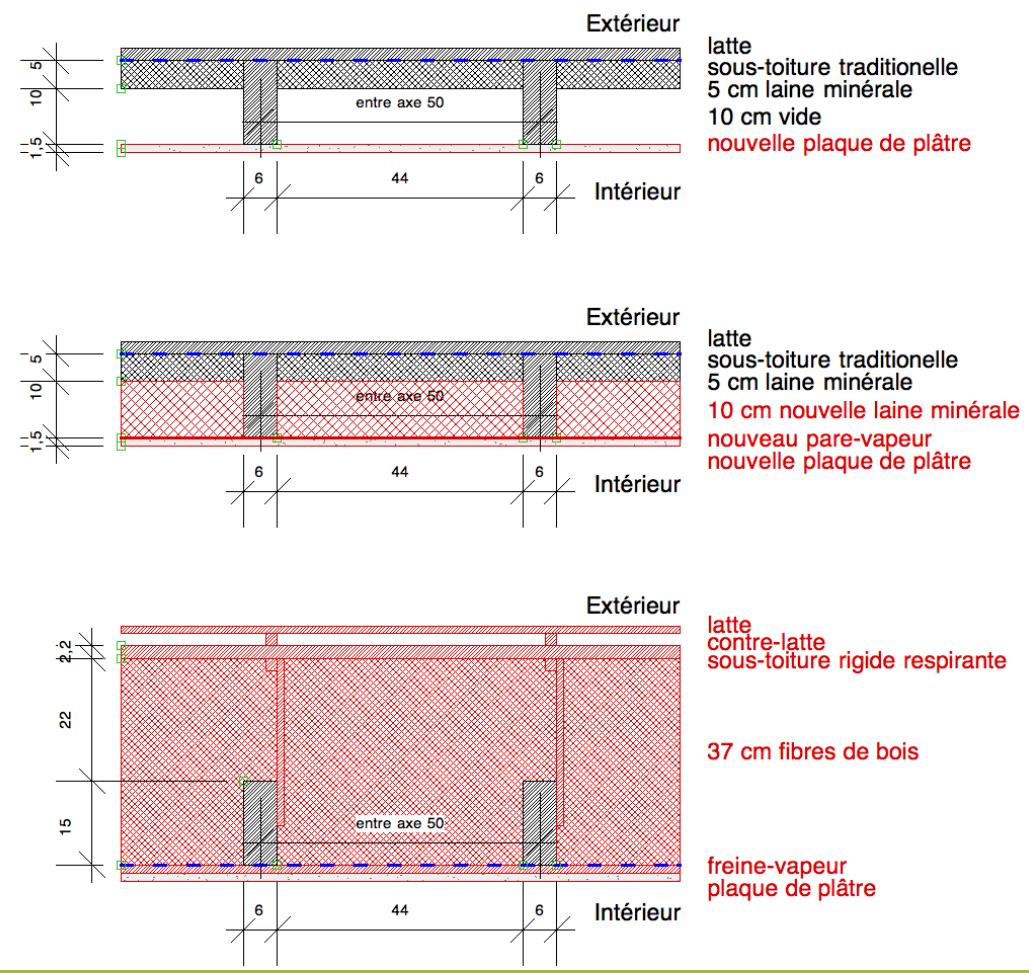 Extérieur
latte
sous-toiture traditionelle
5 cm laine minérale
10 cm vide
nouvelle plaque de plâtre
5
10
1,5
entre axe 50
6
44
6
Intérieur
Extérieur
latte
sous-toiture traditionelle
5 cm laine minérale
10 cm nouvelle laine minérale
nouveau pare-vapeur
nouvelle plaque de plâtre
5
10
1,5
entre axe 50
6
44
6
Intérieur
Extérieur
latte
contre-latte
sous-toiture rigide respirante
37 cm fibres de bois
freine-vapeur
plaque de plâtre
2,2
22
15
entre axe 50
6
44
6
Intérieur